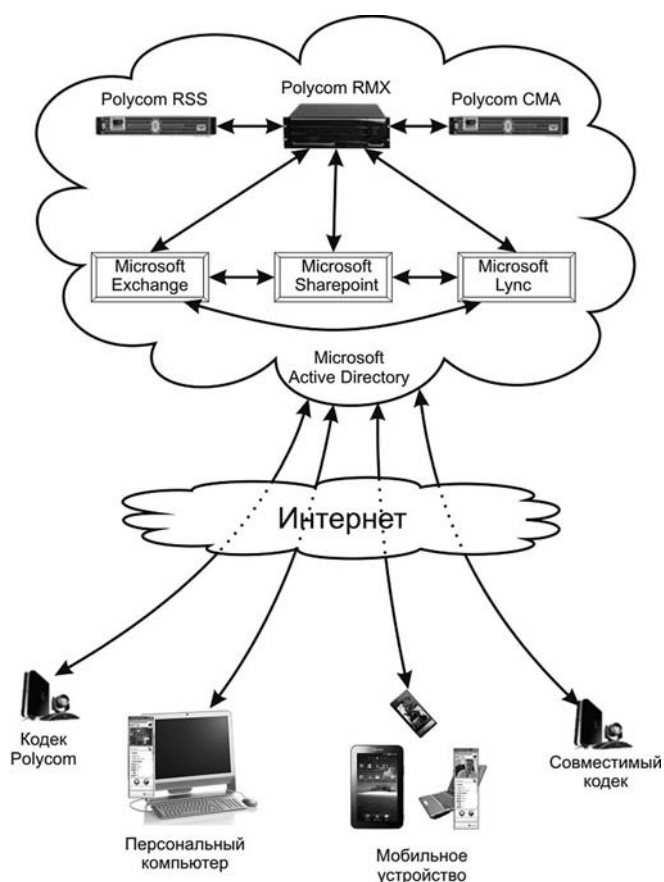 Polycom RMX
Polycom RSS
Polycom CMA
Microsoft
Exchange
Microsoft
Sharepoint
Microsoft
Lync
Microsoft
Active Directory
Интернет
Кодек
Polycom
Персональный
компьютер
Мобильное
устройство
Совместимый
кодек